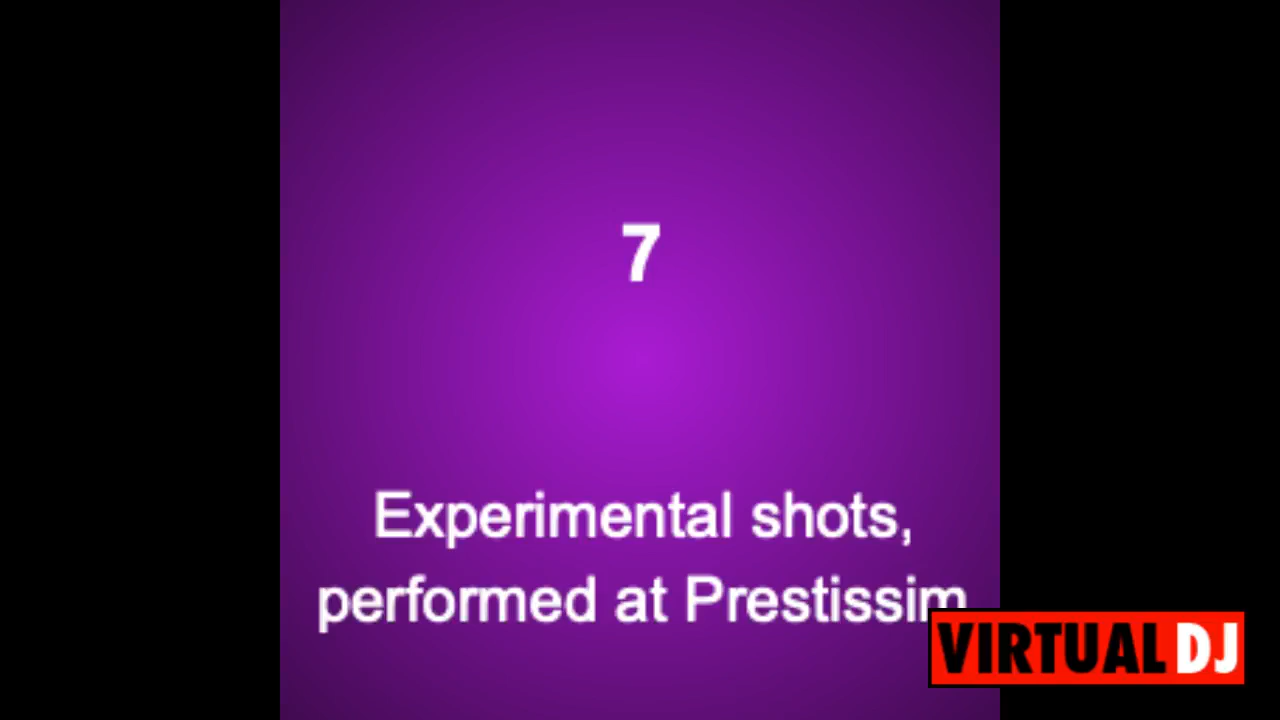 7
Experimental shots,
performed at Prestissim
VIRTUAL DJ